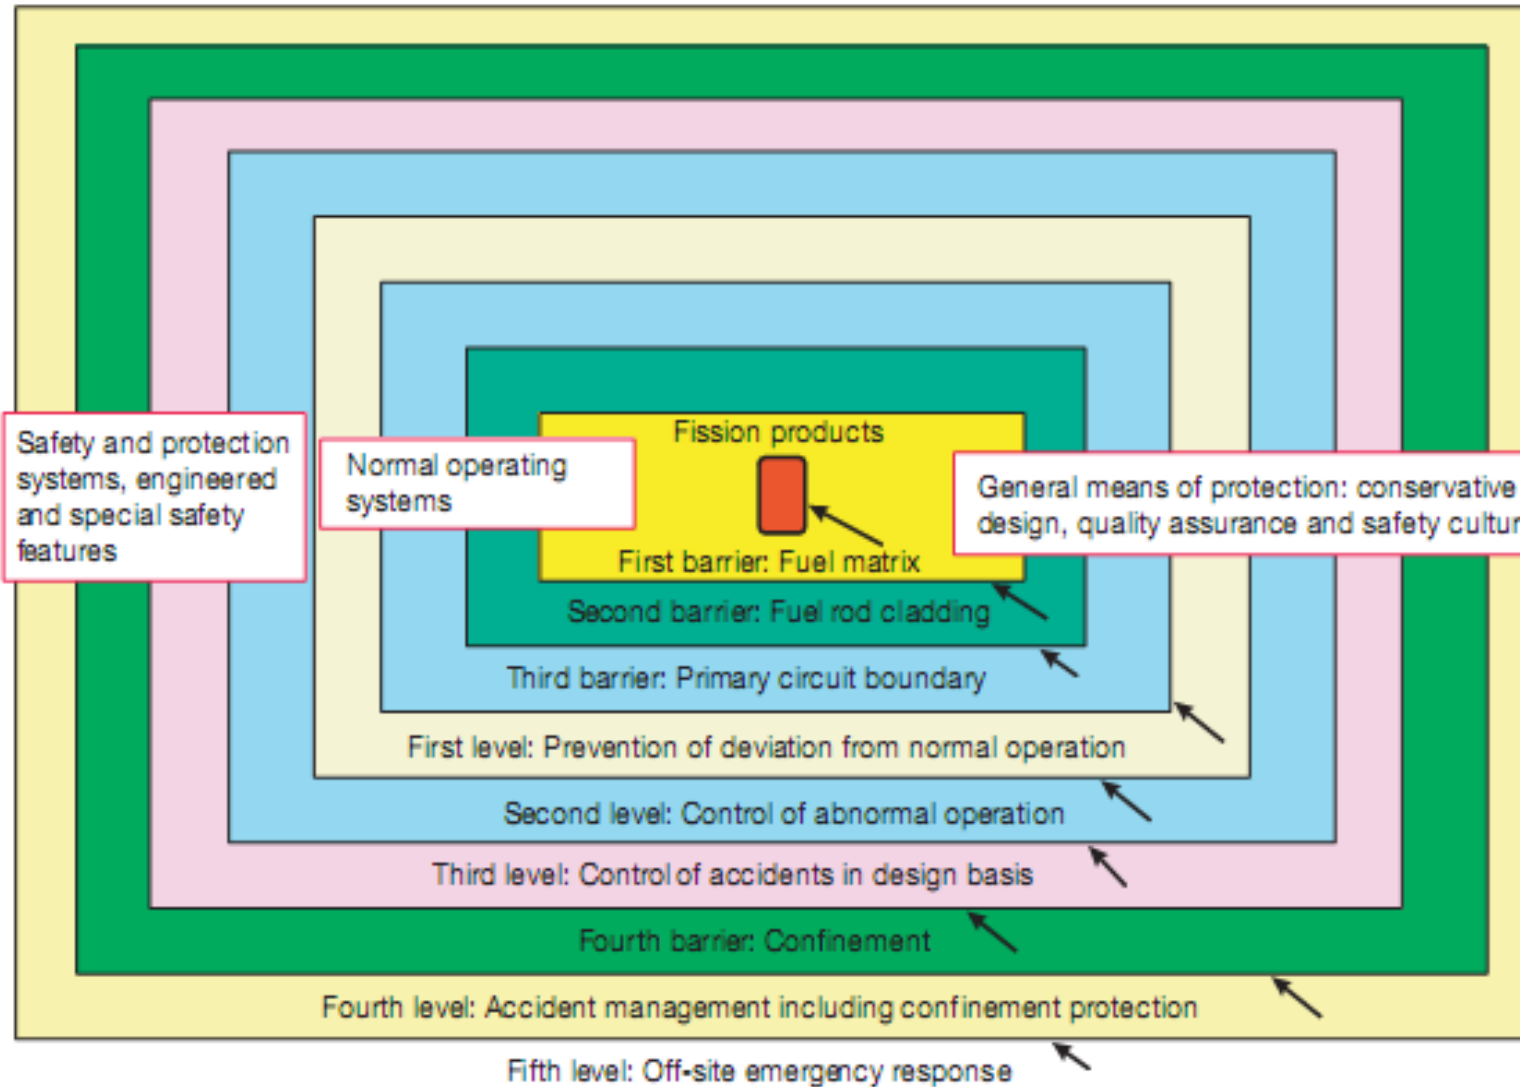 Fission products
Safety and protection
systems, engineered
and special safety
features
Normal operating
systems
General means of protection: conservative
design, quality assurance and safety cultur
First barrier: Fuel matrix
Second barrier: Fuel rod cladding
Third barrier: Primary circuit boundary
First level: Prevention of deviation from normal operation
Second level: Control of abnormal operation
Third level: Control of accidents in design basis
Fourth barrier: Confinement
Fourth level: Accident management including confinement protection
Fifth level: Off-site emergency response